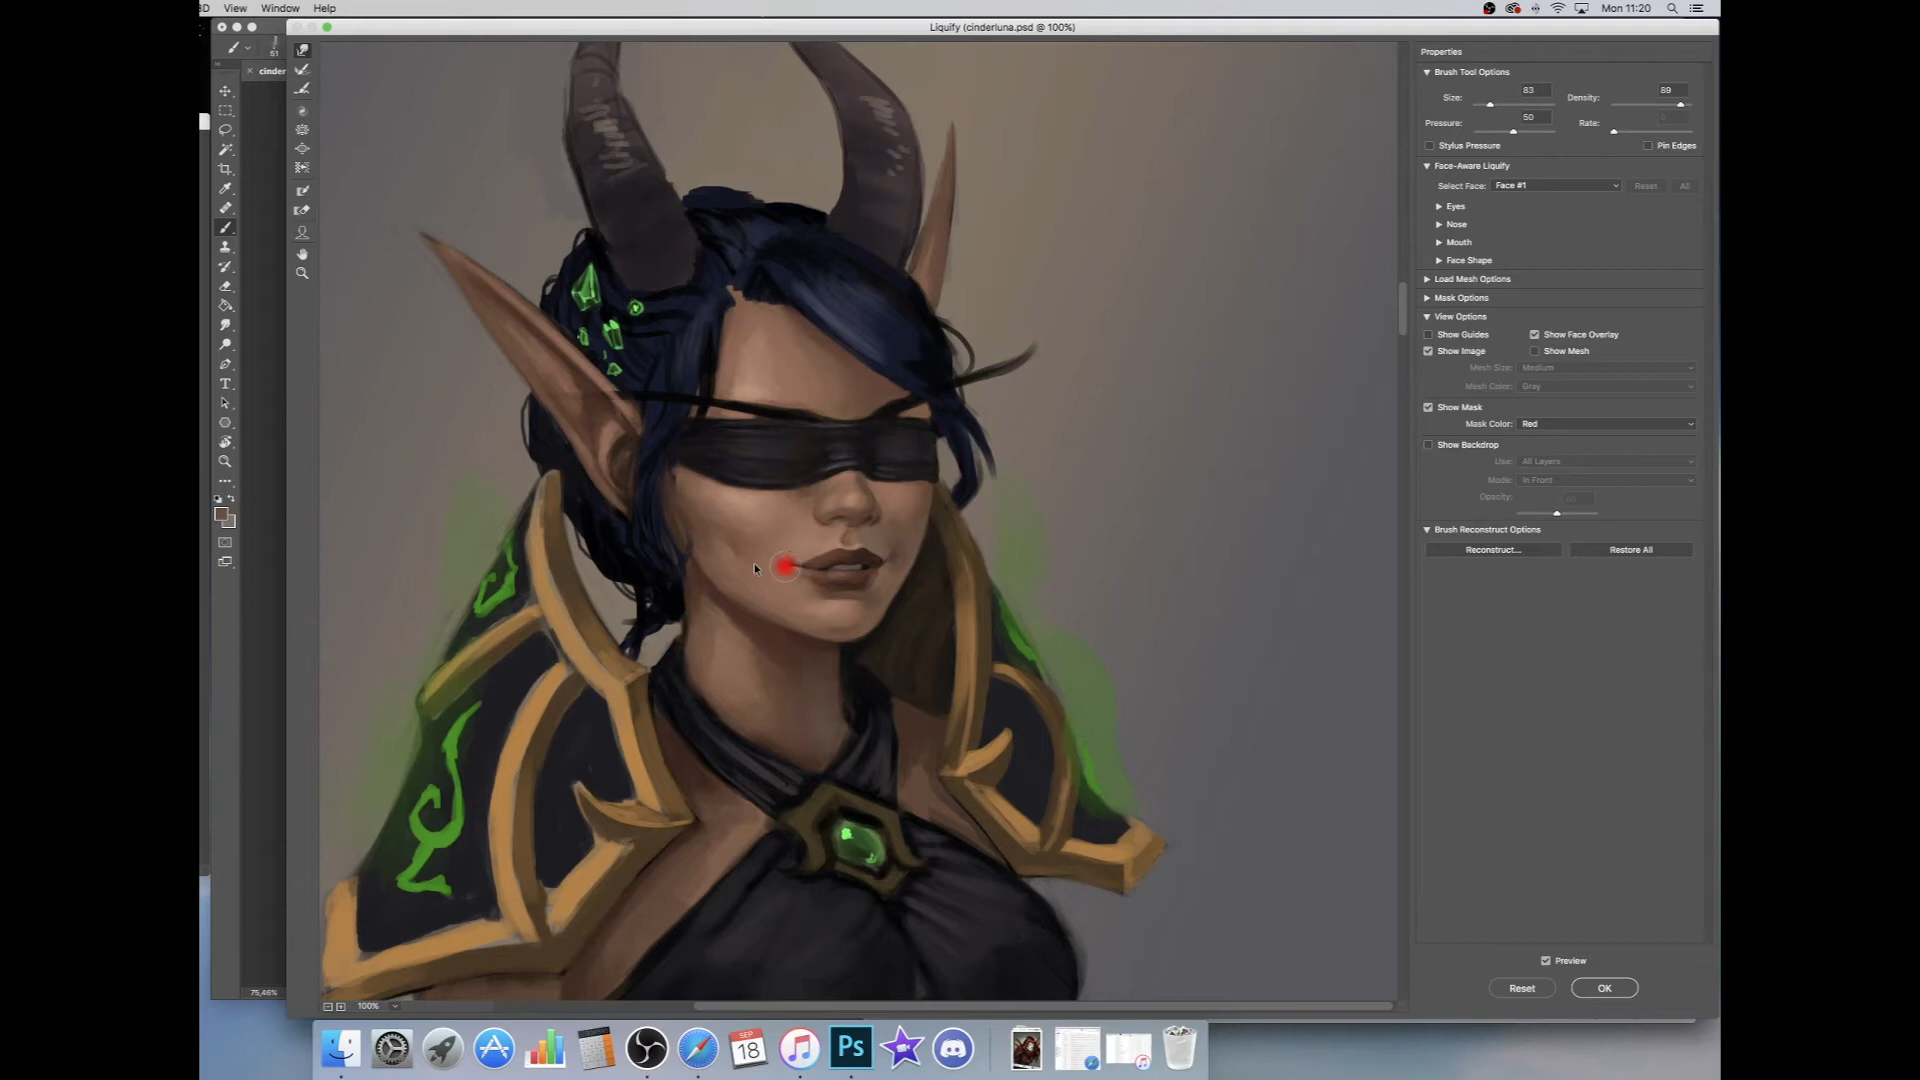 3D View Window Help
Mon 11:20
Liquify (cinderluna.psd @ 100%)
51
cinder
Properties
Brush Tool Options
Size: 83 Density: 89
Pressure: 50 Rate: 0
Stylus Pressure Pin Edges
Face-Aware Liquify
Select Face: Face #1 Reset All
Eyes
Nose
Mouth
Face Shape
Load Mesh Options
Mask Options
View Options
Show Guides Show Face Overlay
Show Image Show Mesh
Mesh Size: Medium
Mesh Color: Gray
Show Mask
Mask Color: Red
Show Backdrop
Use: All Layers
Mode: In Front
Opacity:
Brush Reconstruct Options
Reconstruct... Restore All
Preview
Reset OK
75,46%
100%
SEP
18
Ps